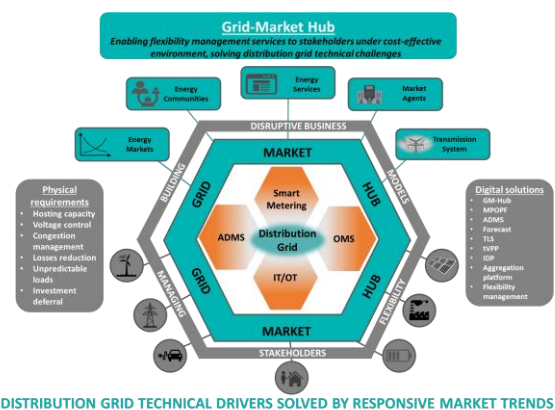 Grid-Market Hub
Enabling flexibility management services to stakeholders under cost-effective
environment, solving distribution grid technical challenges
Energy
Communities
Energy
Services
Market
Agents
Energy
Markets
Transmission
System
DISRUPTIVE BUSINESS
BUILDING
MODELS
MARKET
GRID
HUB
Smart
Metering
ADMS
Distribution
Grid
OMS
IT/OT
GRID
HUB
MARKET
MANAGING
FLEXIBILITY
STAKEHOLDERS
Physical
requirements
• Hosting capacity
• Voltage control
• Congestion
management
• Losses reduction
• Unpredictable
loads
• Investment
deferral
Digital solutions
• GM-Hub
• MPOPF
• ADMS
• Forecast
• TLS
• tVPP
• IDP
• Aggregation
platform
• Flexibility
management
DISTRIBUTION GRID TECHNICAL DRIVERS SOLVED BY RESPONSIVE MARKET TRENDS